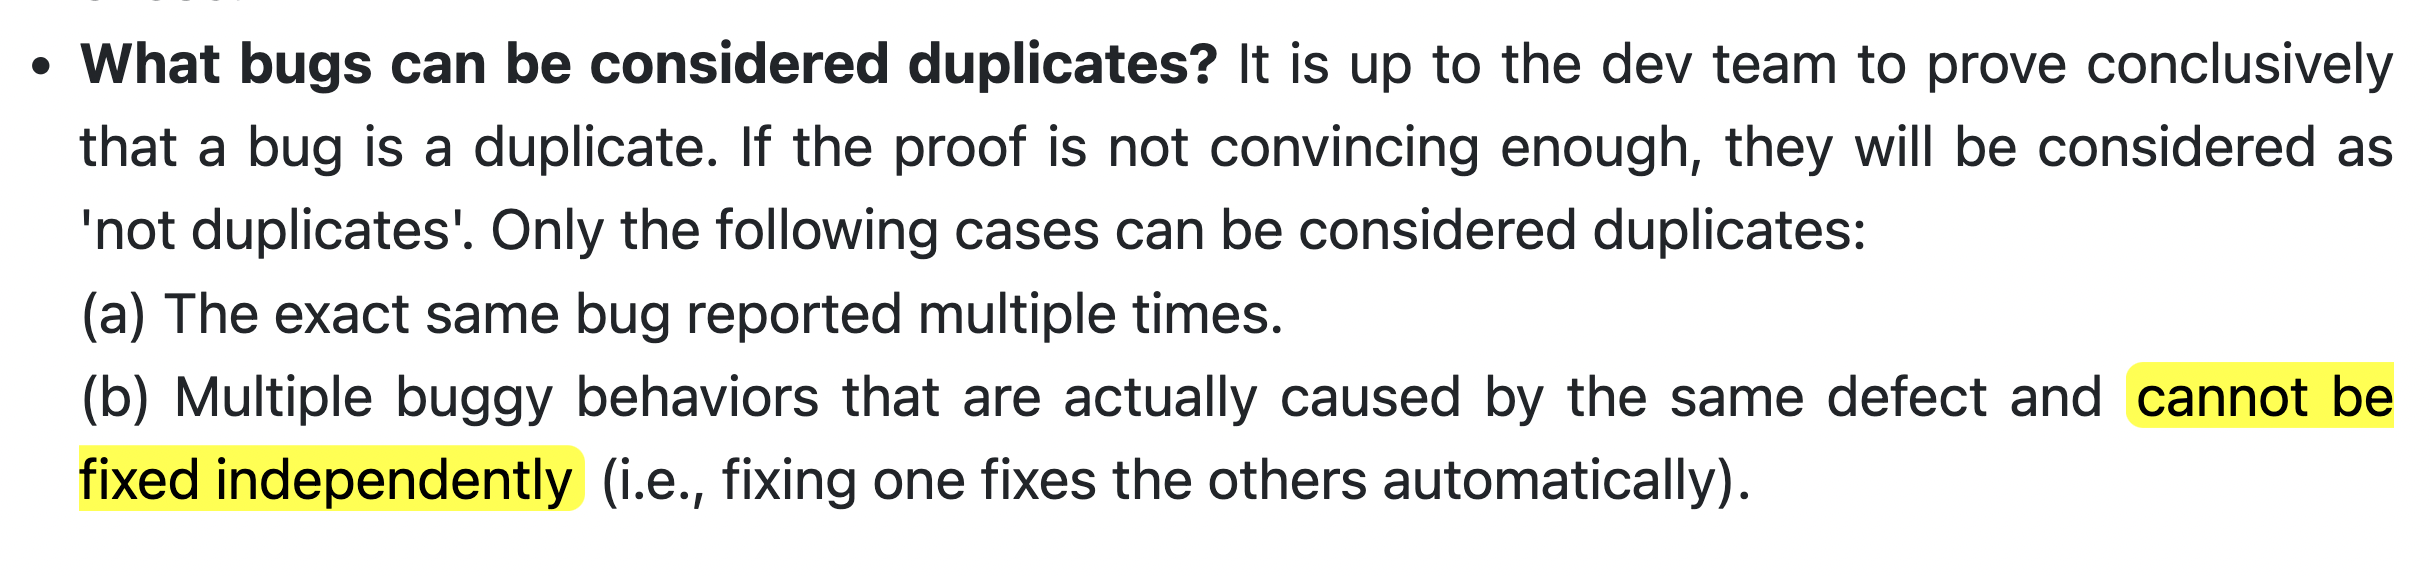 • What bugs can be considered duplicates? It is up to the dev team to prove conclusively
that a bug is a duplicate. If the proof is not convincing enough, they will be considered as
'not duplicates'. Only the following cases can be considered duplicates:
(a) The exact same bug reported multiple times.
(b) Multiple buggy behaviors that are actually caused by the same defect and cannot be
fixed independently (i.e., fixing one fixes the others automatically).